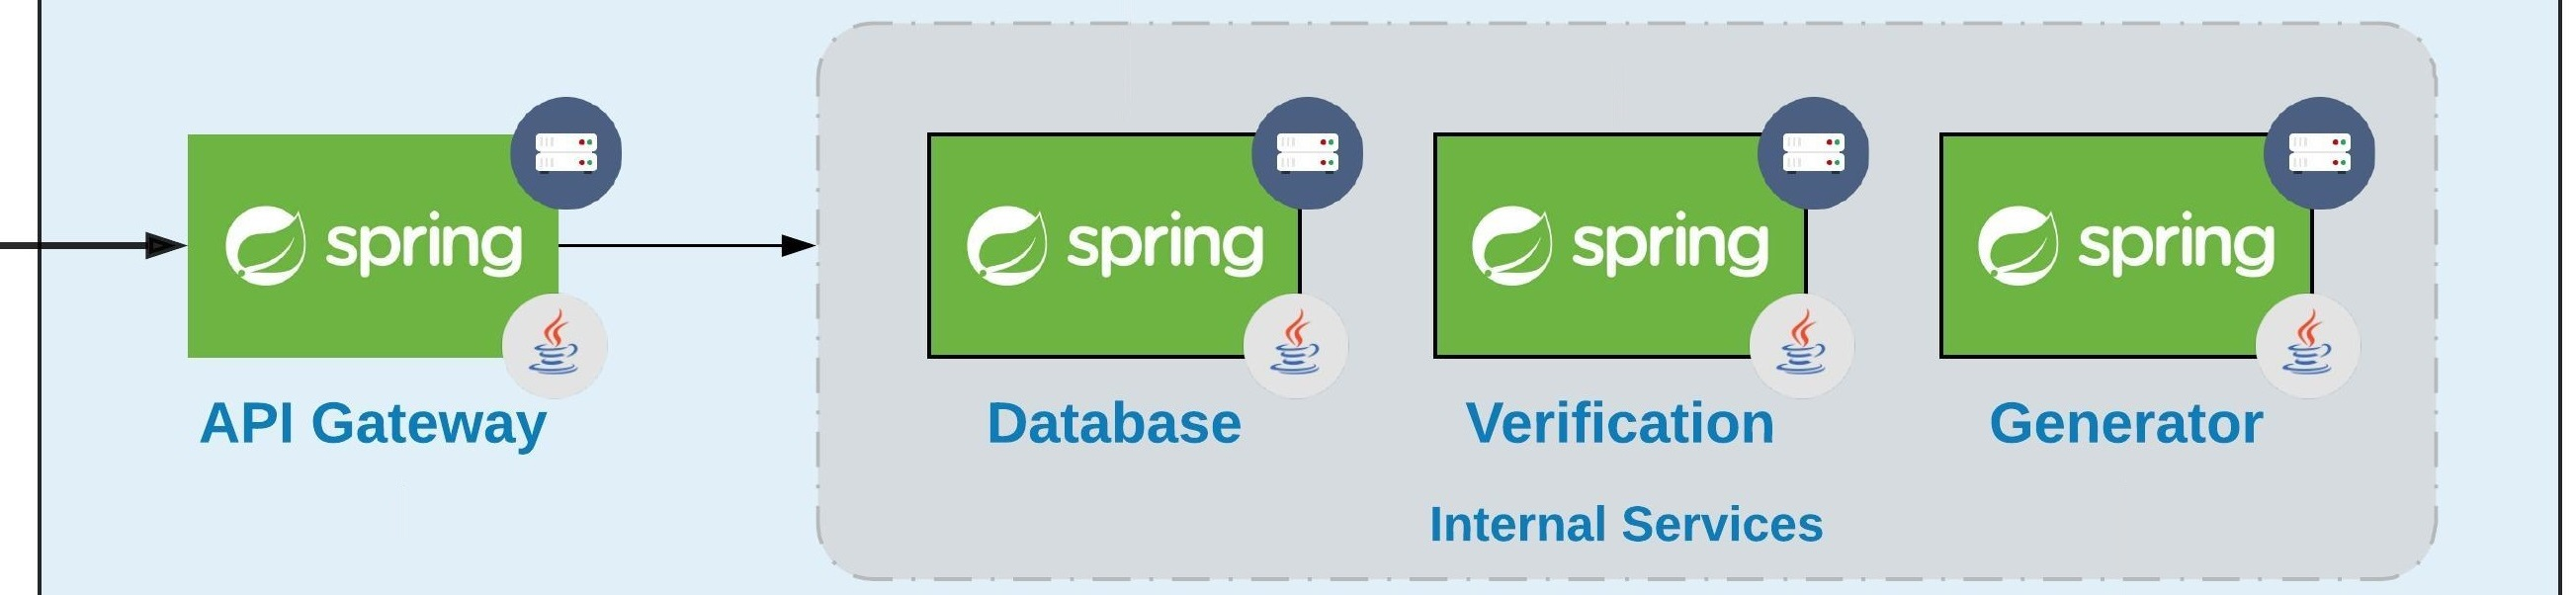 spring
spring
spring
spring
API Gateway
Database
Verification
Generator
Internal Services